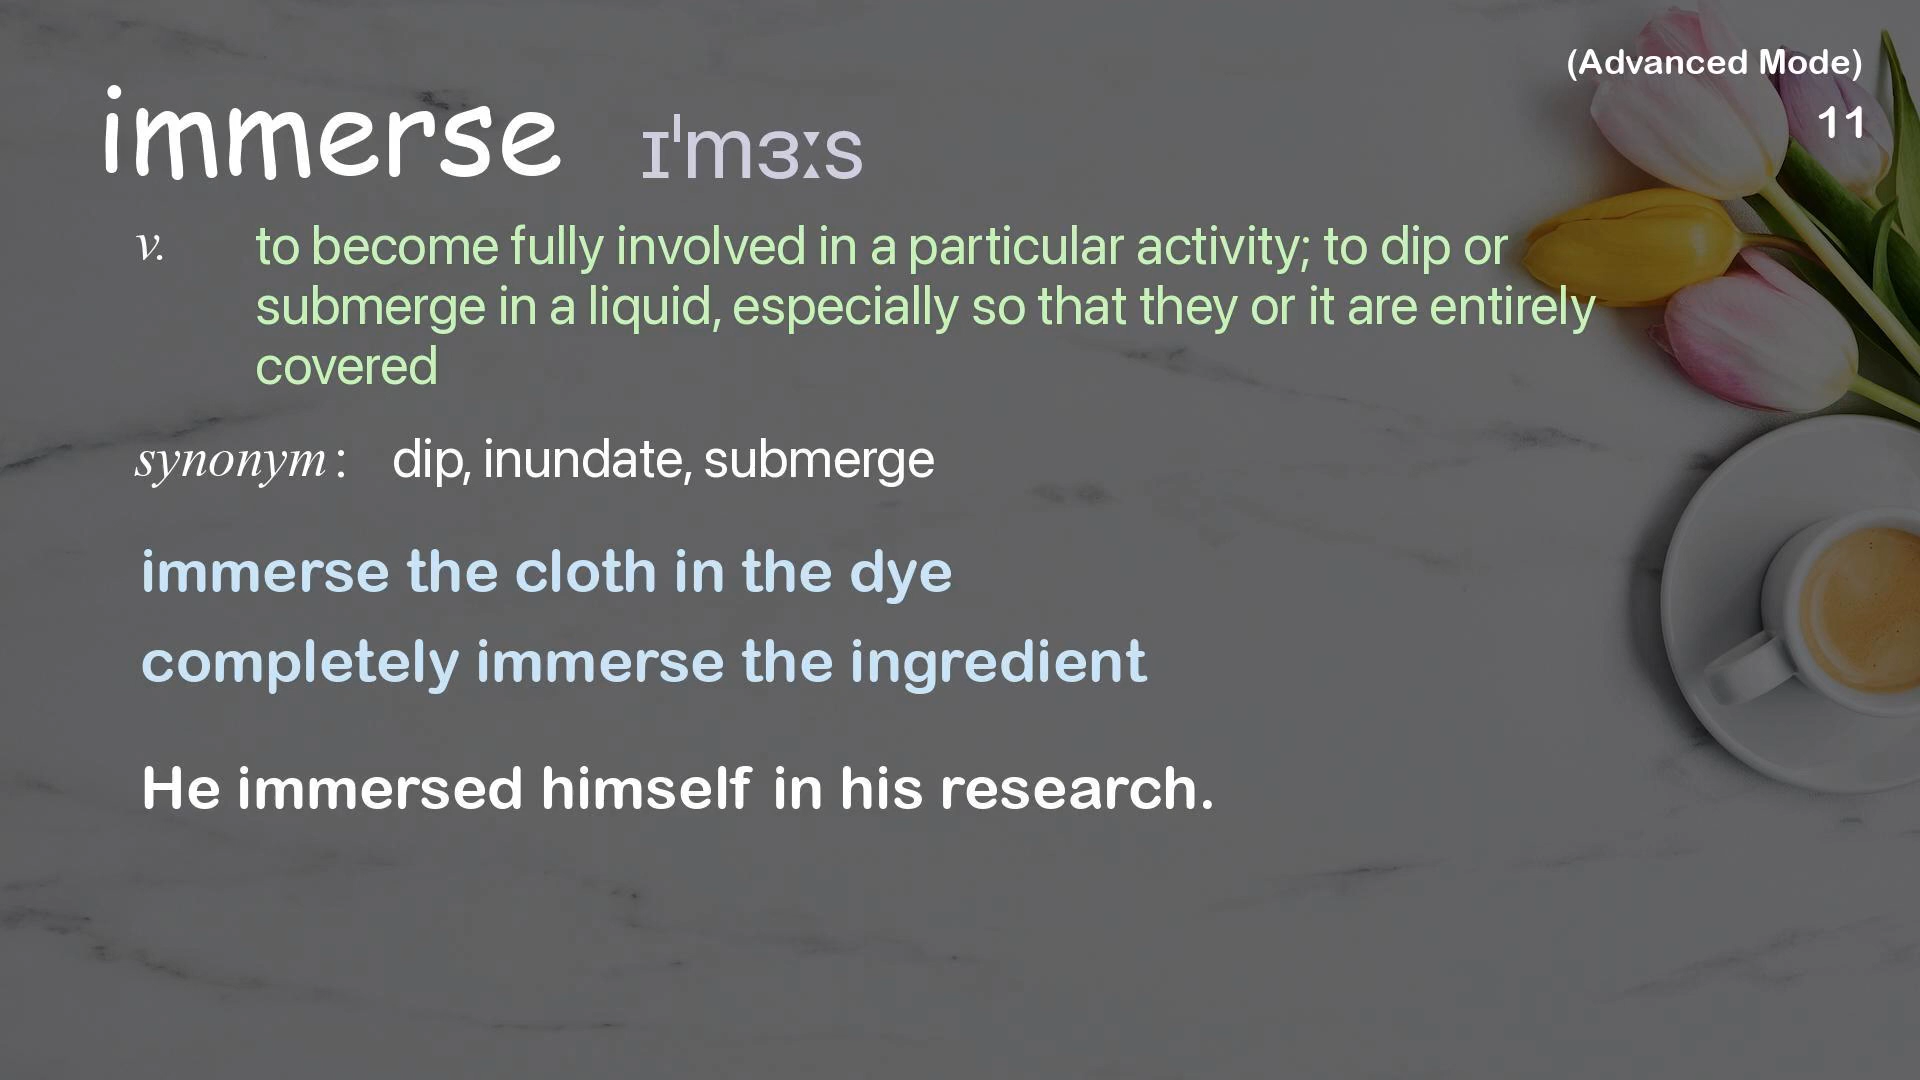 (Advanced Mode)
11
immerse ɪˈmɜːs
v. to become fully involved in a particular activity; to dip or
submerge in a liquid, especially so that they or it are entirely
covered
synonym: dip, inundate, submerge
immerse the cloth in the dye
completely immerse the ingredient
He immersed himself in his research.